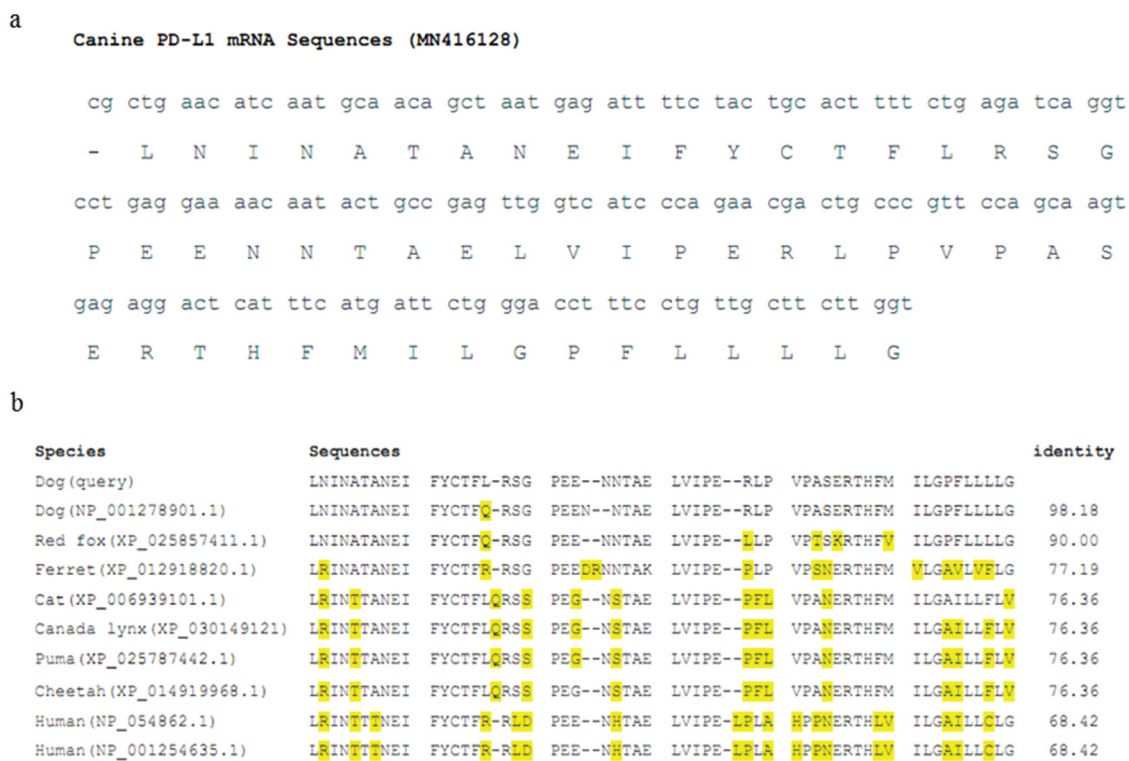 a
Canine PD-L1 mRNA Sequences (MN416128)
cg ctg aac atc aat gca aca gct aat gag att ttc tac tgc act ttt ctg aga tca ggt
- L N I N A T A N E I F Y C T F L R S G
cct gag gaa aac aat act gcc gag ttg gtc atc cca gaa cga ctg ccc gtt cca gca agt
P E E N N T A E L V I P E R L P V P A S
gag agg act cat ttc atg att ctg gga cct ttc ctg ttg ctt ctt ggt
E R T H F M I L G P F L L L L G
b
Species Sequences identity
Dog(query) LNINATANEI FYCTFL-RSG PEE--NNTAE LVIPE--RLP VPASERTHFM ILGPFLLLLG
Dog(NP_001278901.1) LNINATANEI FYCTFQ-RSG PEEN--NTAE LVIPE--RLP VPASERTHFM ILGPFLLLLG 98.18
Red fox(XP_025857411.1) LNINATANEI FYCTFQ-RSG PEE--NNTAE LVIPE--LLP VPTSKRTHFV ILGPFLLLLG 90.00
Ferret(XP_012918820.1) LRINATANEI FYCTFR-RSG PEEDRNNTAK LVIPE--PLP VPSNERTHFM VLGAVLVFLG 77.19
Cat(XP_006939101.1) LRINTTANEI FYCTFLQRSS PEG--NSTAE LVIPE--PFL VPANERTHFM ILGAILLFLV 76.36
Canada lynx(XP_030149121) LRINTTANEI FYCTFLQRSS PEG--NSTAE LVIPE--PFL VPANERTHFM ILGAILLFLV 76.36
Puma(XP_025787442.1) LRINTTANEI FYCTFLQRSS PEG--NSTAE LVIPE--PFL VPANERTHFM ILGAILLFLV 76.36
Cheetah(XP_014919968.1) LRINTTANEI FYCTFLQRSS PEG--NSTAE LVIPE--PFL VPANERTHFM ILGAILLFLV 76.36
Human(NP_054862.1) LRINTTTNEI FYCTFR-RLD PEE--NHTAE LVIPE-LPLA HPPNERTHLV ILGAILLCLG 68.42
Human(NP_001254635.1) LRINTTTNEI FYCTFR-RLD PEE--NHTAE LVIPE-LPLA HPPNERTHLV ILGAILLCLG 68.42